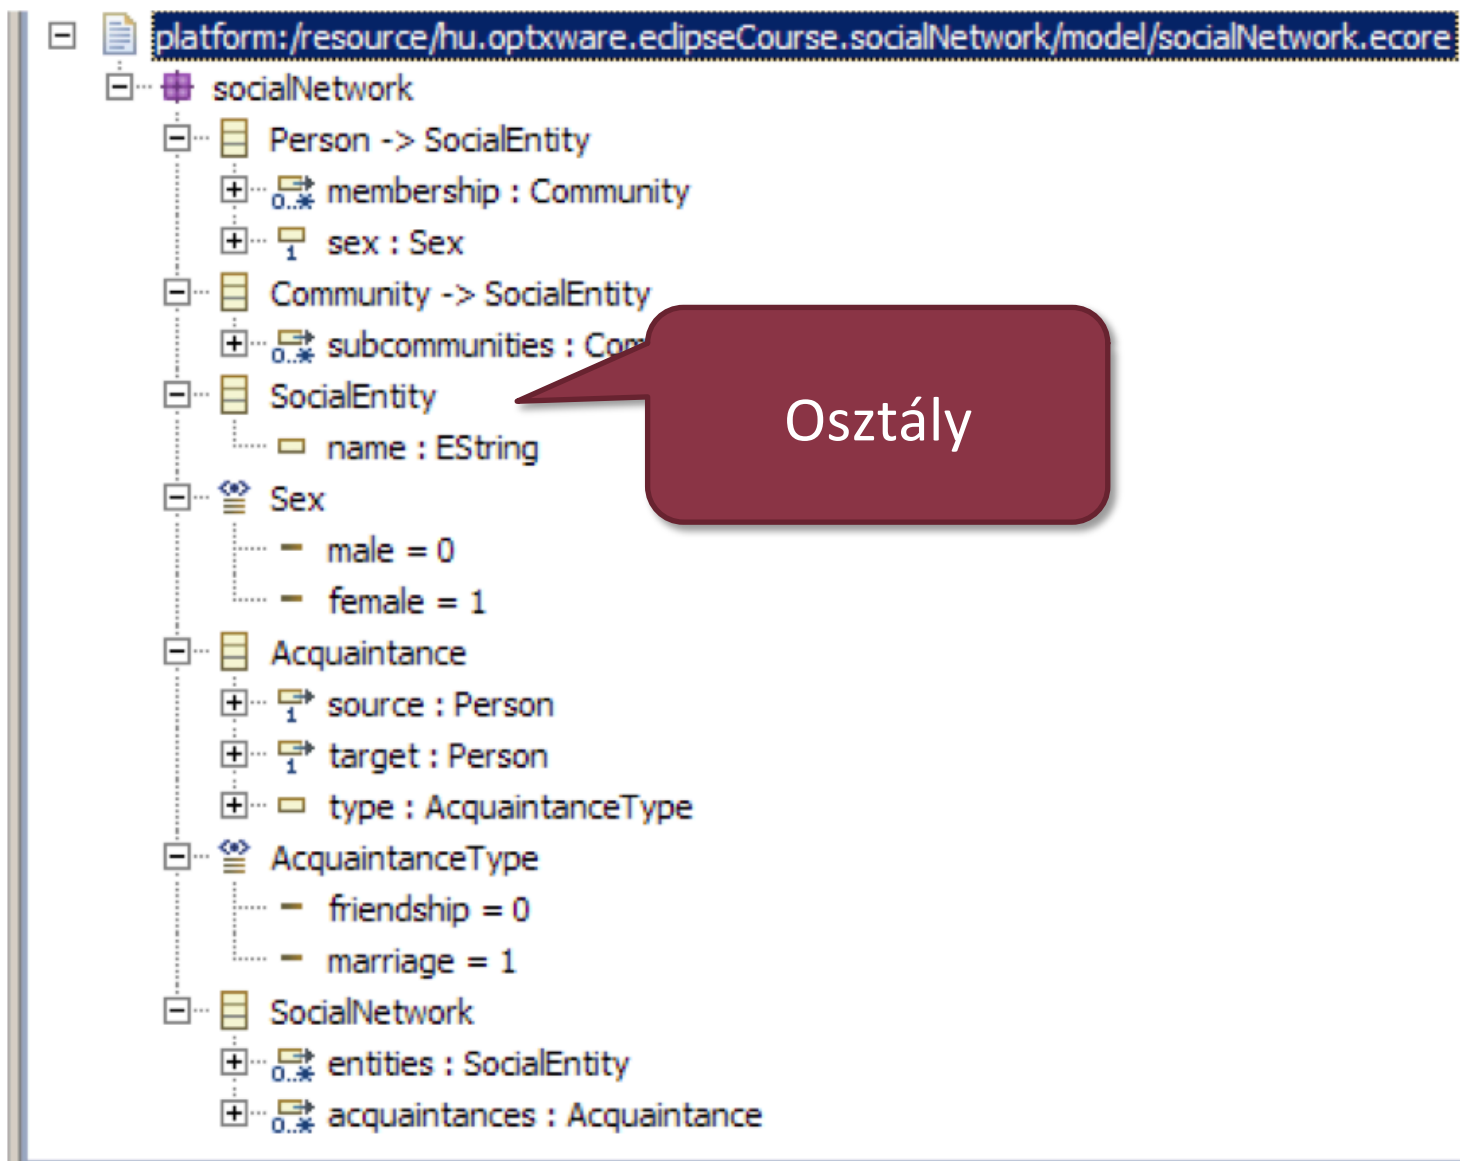 platform:/resource/hu.optxware.eclipseCourse.socialNetwork/model/socialNetwork.ecore
socialNetwork
Person -> SocialEntity
0..* membership : Community
1 sex : Sex
Community -> SocialEntity
0..* subcommunities :
SocialEntity
Osztály
name : EString
Sex
male = 0
female = 1
Acquaintance
1 source : Person
1 target : Person
type : AcquaintanceType
AcquaintanceType
friendship = 0
marriage = 1
SocialNetwork
0..* entities : SocialEntity
0..* acquaintances : Acquaintance